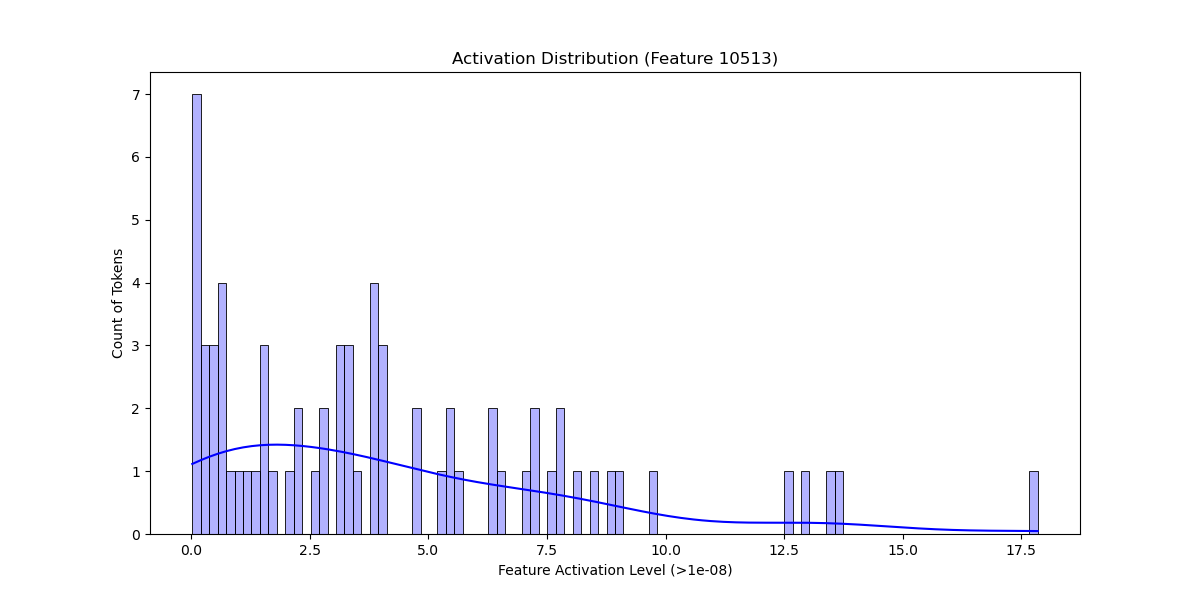 Activation Distribution (Feature 10513)
Count of Tokens
7
6
5
4
3
2
1
0
0.0 2.5 5.0 7.5 10.0 12.5 15.0 17.5
Feature Activation Level (>1e-08)